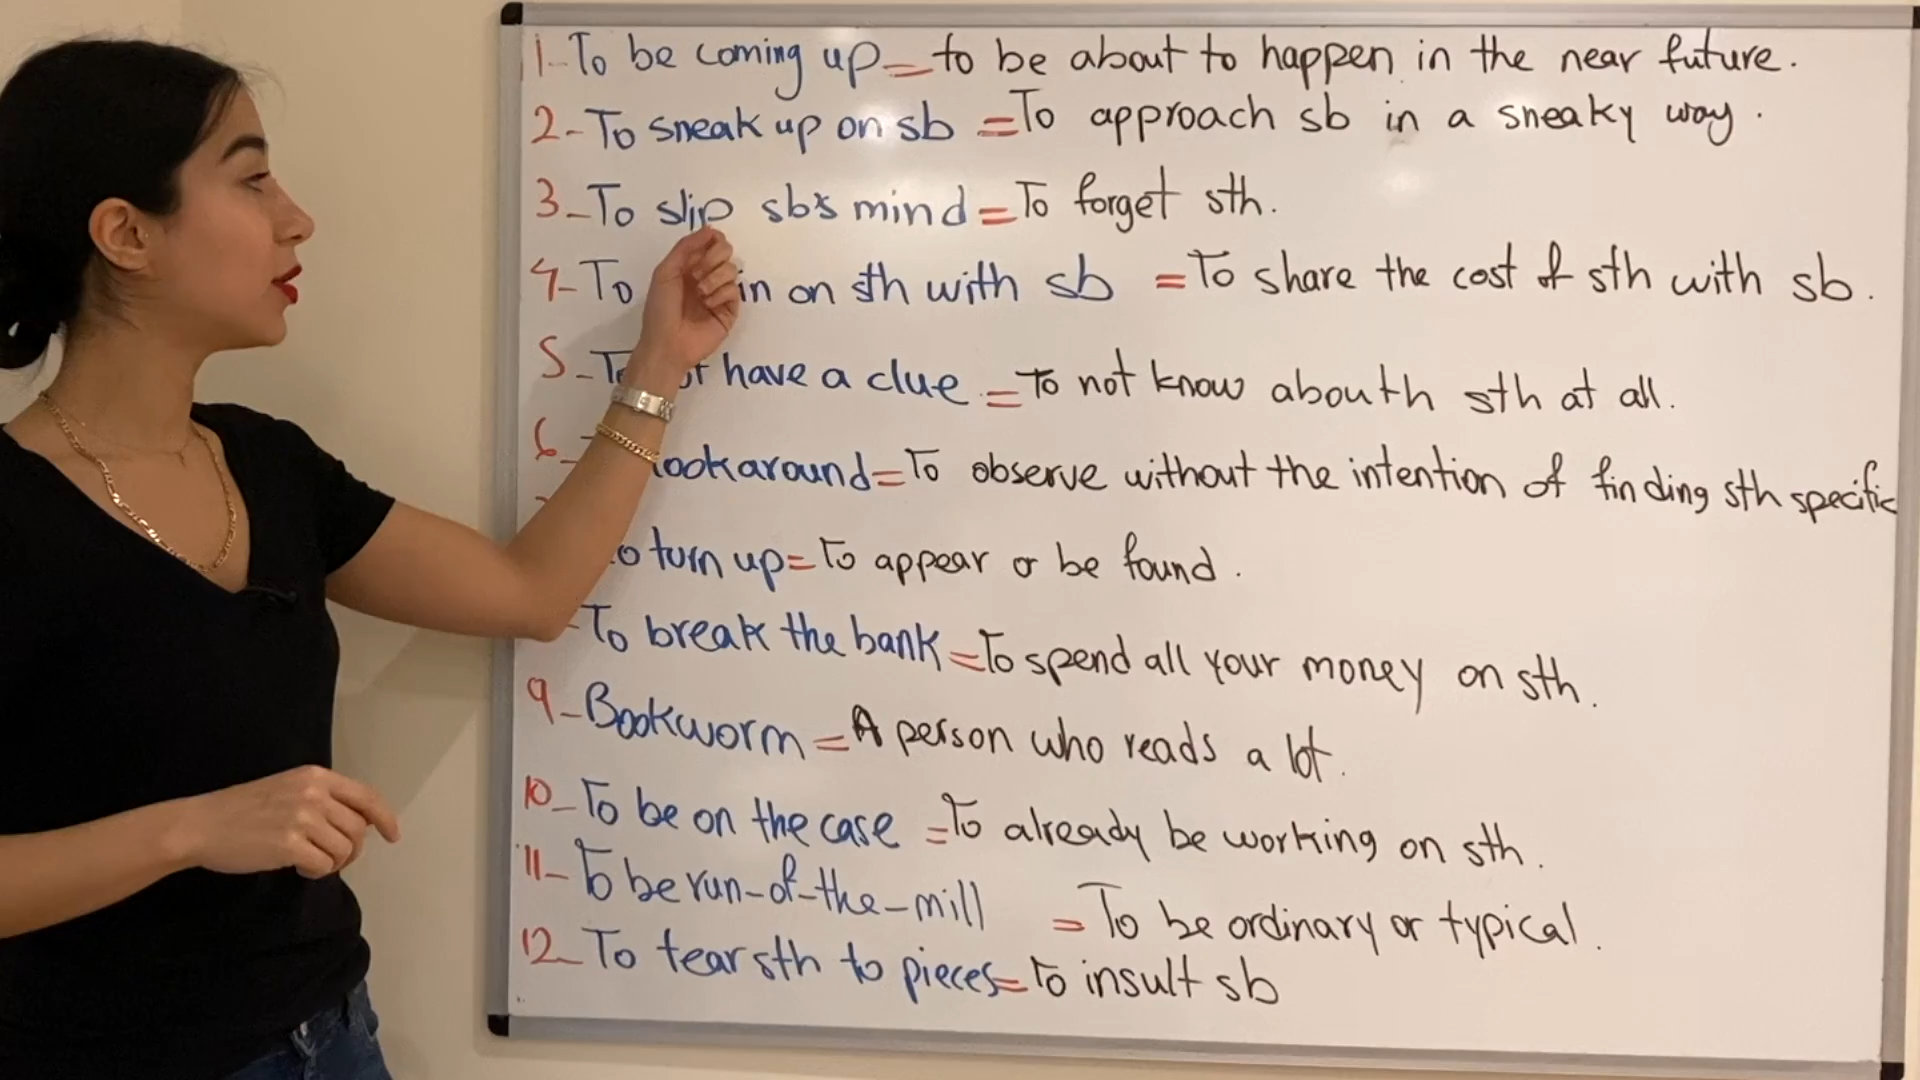 1- To be coming up = to be about to happen in the near future.
2- To sneak up on sb = To approach sb in a sneaky way.
3- To slip sb's mind = To forget sth.
4- To in on sth with sb = To share the cost of sth with sb.
5- have a clue = To not know abouth sth at all.
6- look around = To observe without the intention of finding sth specific
To turn up = To appear or be found.
- To break the bank = To spend all your money on sth.
9- Bookworm = A person who reads a lot.
10- To be on the case = To already be working on sth.
11- To be run-of-the-mill = To be ordinary or typical.
12- To tear sth to pieces = To insult sb